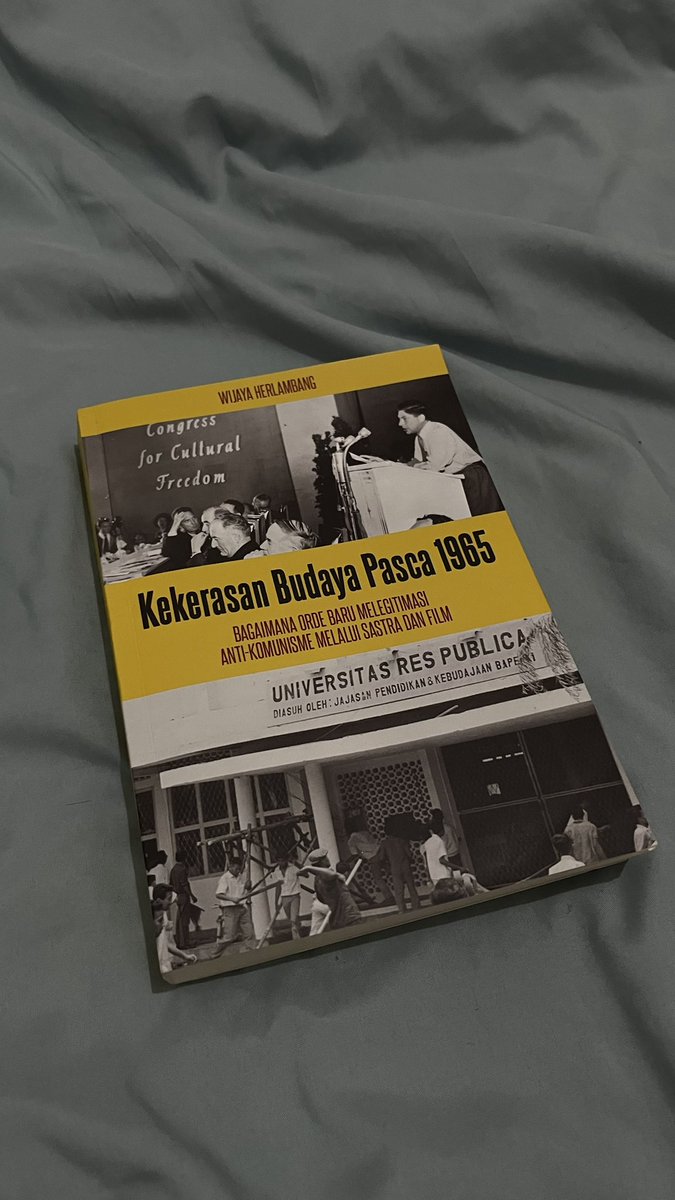 WIJAYA HERLAMBANG
Congress
for Cultural
Freedom
Kekerasan Budaya Pasca 1965
BAGAIMANA ORDE BARU MELEGITIMASI
ANTI-KOMUNISME MELALUI SASTRA DAN FILM
UNIVERSITAS RES PUBLICA
DIASUH OLEH: JAJASAN PENDIDIKAN & KEBUDAJAAN